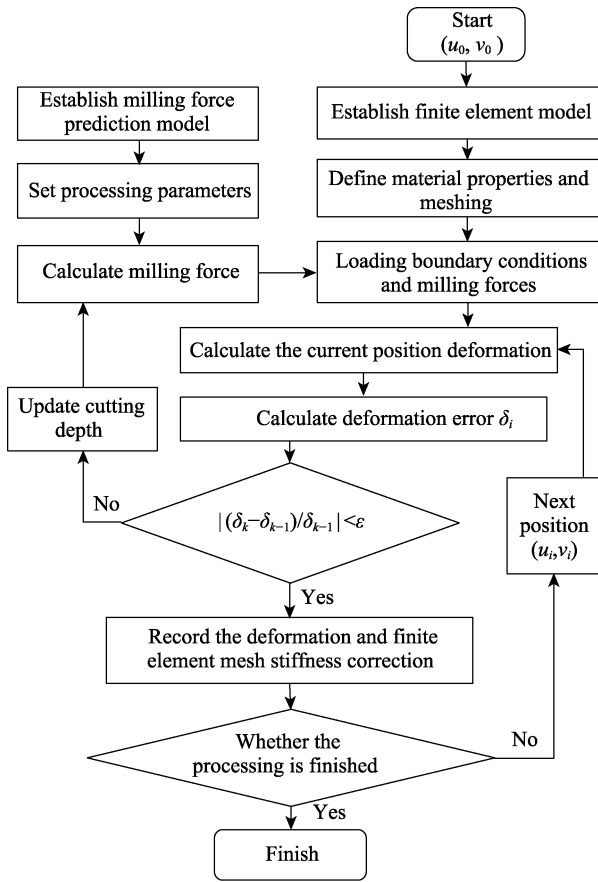 Start
(u₀, v₀)
Establish milling force
prediction model
Establish finite element model
Set processing parameters
Define material properties and
meshing
Calculate milling force
Loading boundary conditions
and milling forces
Calculate the current position deformation
Update cutting
depth
Calculate deformation error δᵢ
No
|(δₖ–δₖ₋₁)/δₖ₋₁|<ε
Next
position
(uᵢ,vᵢ)
Yes
Record the deformation and finite
element mesh stiffness correction
Whether the
processing is finished
No
Yes
Finish